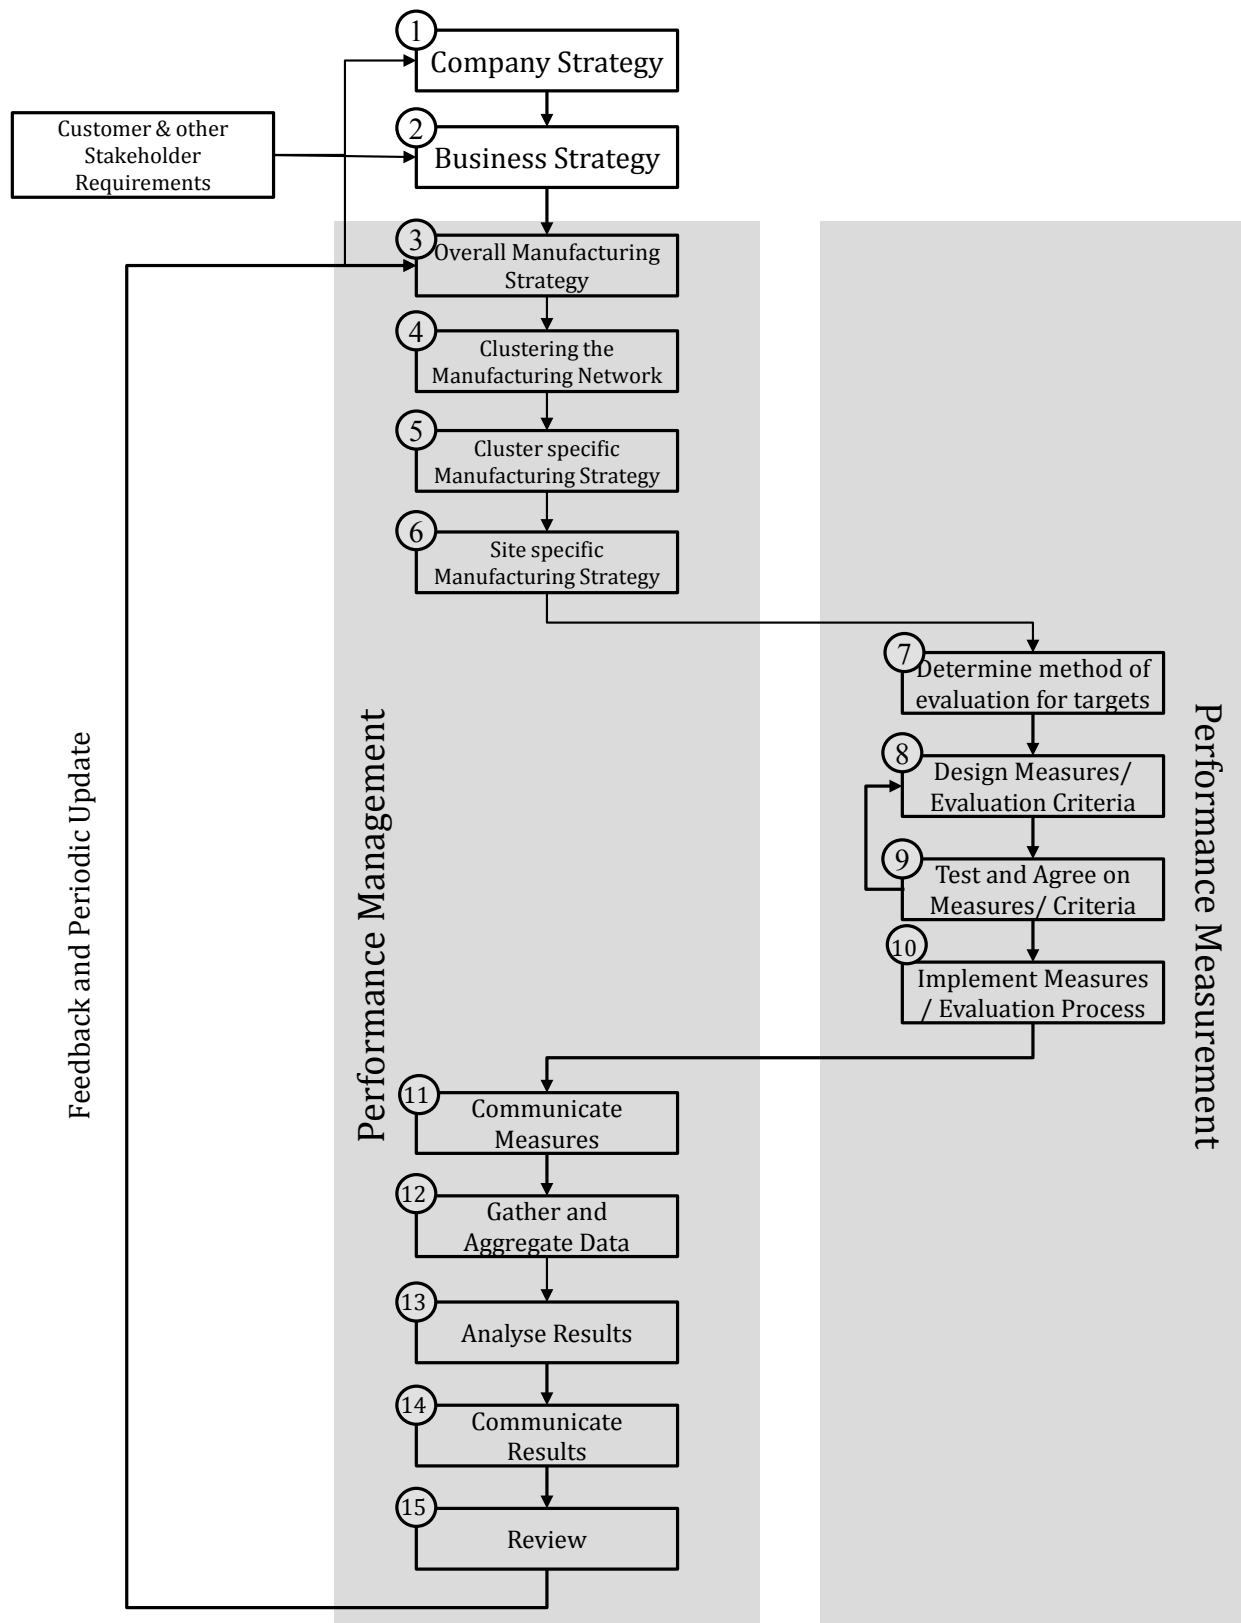 1
Company Strategy
Customer & other
Stakeholder
Requirements
2
Business Strategy
3
Overall Manufacturing
Strategy
4
Clustering the
Manufacturing Network
5
Cluster specific
Manufacturing Strategy
6
Site specific
Manufacturing Strategy
7
Determine method of
evaluation for targets
8
Design Measures/
Evaluation Criteria
9
Test and Agree on
Measures/ Criteria
10
Implement Measures
/ Evaluation Process
11
Communicate
Measures
12
Gather and
Aggregate Data
13
Analyse Results
14
Communicate
Results
15
Review
Feedback and Periodic Update
Performance Management
Performance Measurement